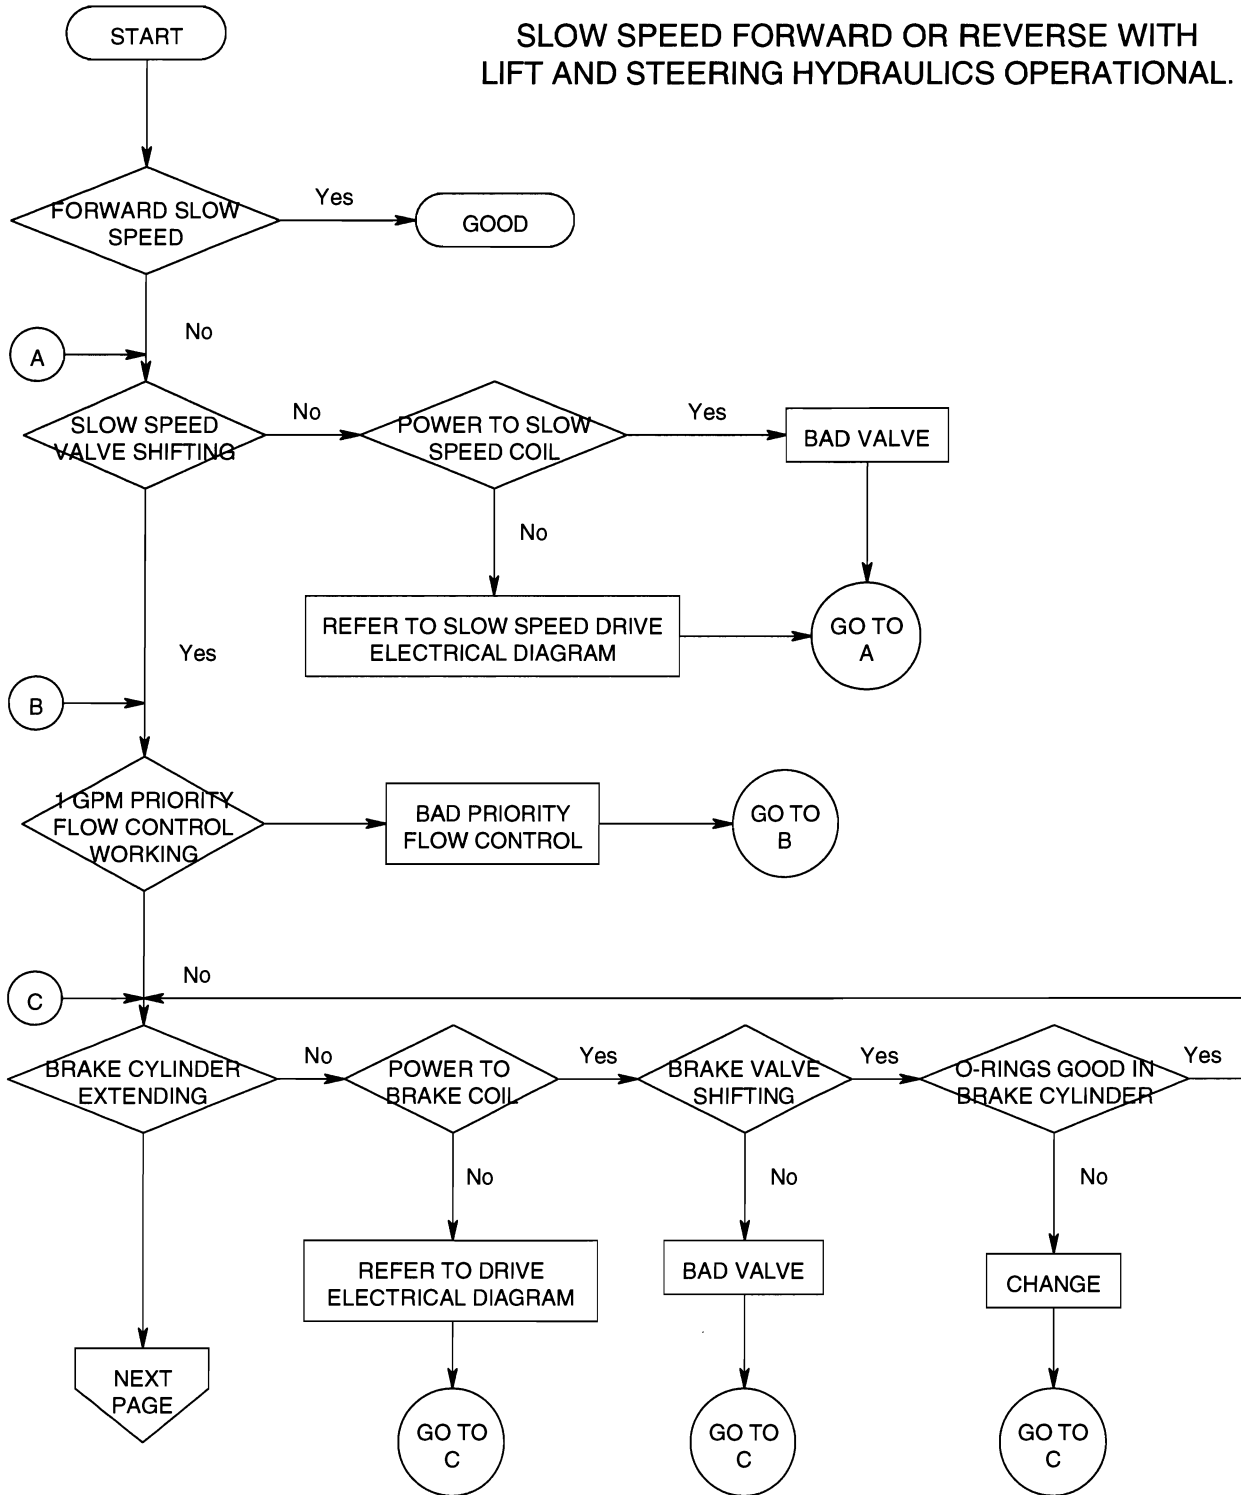 START
SLOW SPEED FORWARD OR REVERSE WITH
LIFT AND STEERING HYDRAULICS OPERATIONAL.
FORWARD SLOW
SPEED
Yes
GOOD
No
A
SLOW SPEED
VALVE SHIFTING
No
POWER TO SLOW
SPEED COIL
Yes
BAD VALVE
No
REFER TO SLOW SPEED DRIVE
ELECTRICAL DIAGRAM
GO TO
A
Yes
B
1 GPM PRIORITY
FLOW CONTROL
WORKING
BAD PRIORITY
FLOW CONTROL
GO TO
B
No
C
BRAKE CYLINDER
EXTENDING
No
POWER TO
BRAKE COIL
Yes
BRAKE VALVE
SHIFTING
Yes
O-RINGS GOOD IN
BRAKE CYLINDER
Yes
No
No
No
REFER TO DRIVE
ELECTRICAL DIAGRAM
BAD VALVE
CHANGE
NEXT
PAGE
GO TO
C
GO TO
C
GO TO
C